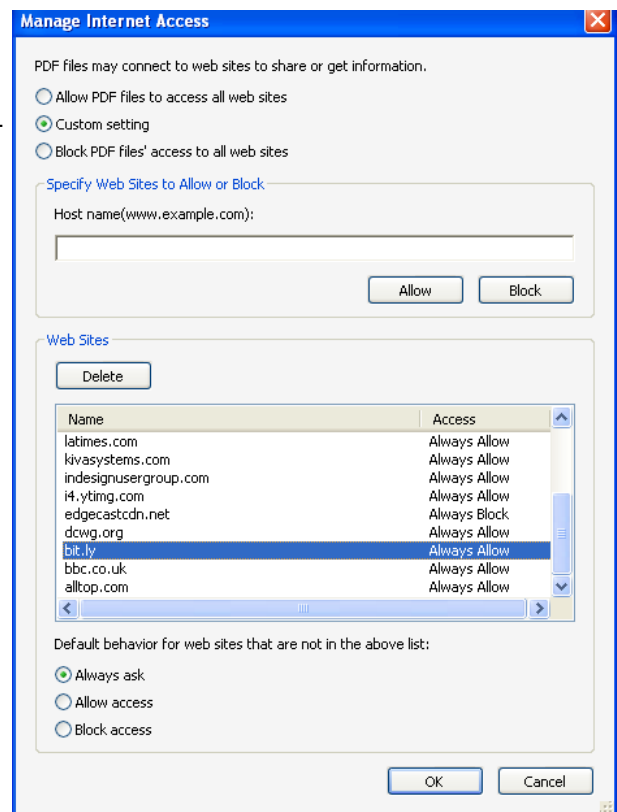 Manage Internet Access
PDF files may connect to web sites to share or get information.
Allow PDF files to access all web sites
Custom setting
Block PDF files' access to all web sites
Specify Web Sites to Allow or Block
Host name(www.example.com):
Allow Block
Web Sites
Delete
Name Access
latimes.com Always Allow
kivasystems.com Always Allow
indesignusergroup.com Always Allow
i4.ytimg.com Always Allow
edgecastcdn.net Always Block
dcwg.org Always Allow
bit.ly Always Allow
bbc.co.uk Always Allow
alltop.com Always Allow
Default behavior for web sites that are not in the above list:
Always ask
Allow access
Block access
OK Cancel